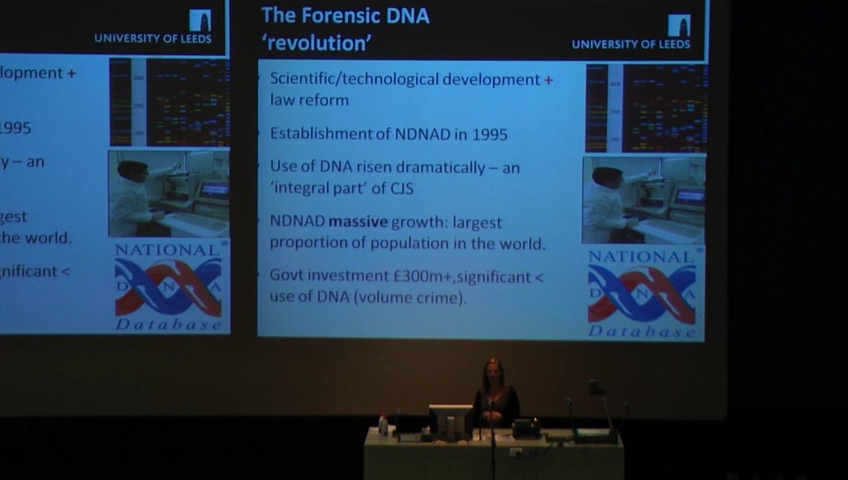 UNIVERSITY OF LEEDS
lopment +
1995
y – an
gest
he world.
nificant <
NATIONAL
D N A
Database
The Forensic DNA
'revolution'
UNIVERSITY OF LEEDS
Scientific/technological development +
law reform
Establishment of NDNAD in 1995
Use of DNA risen dramatically – an
'integral part' of CJS
NDNAD massive growth: largest
proportion of population in the world.
Govt investment £300m+,significant <
use of DNA (volume crime).
NATIONAL
D N A
Database